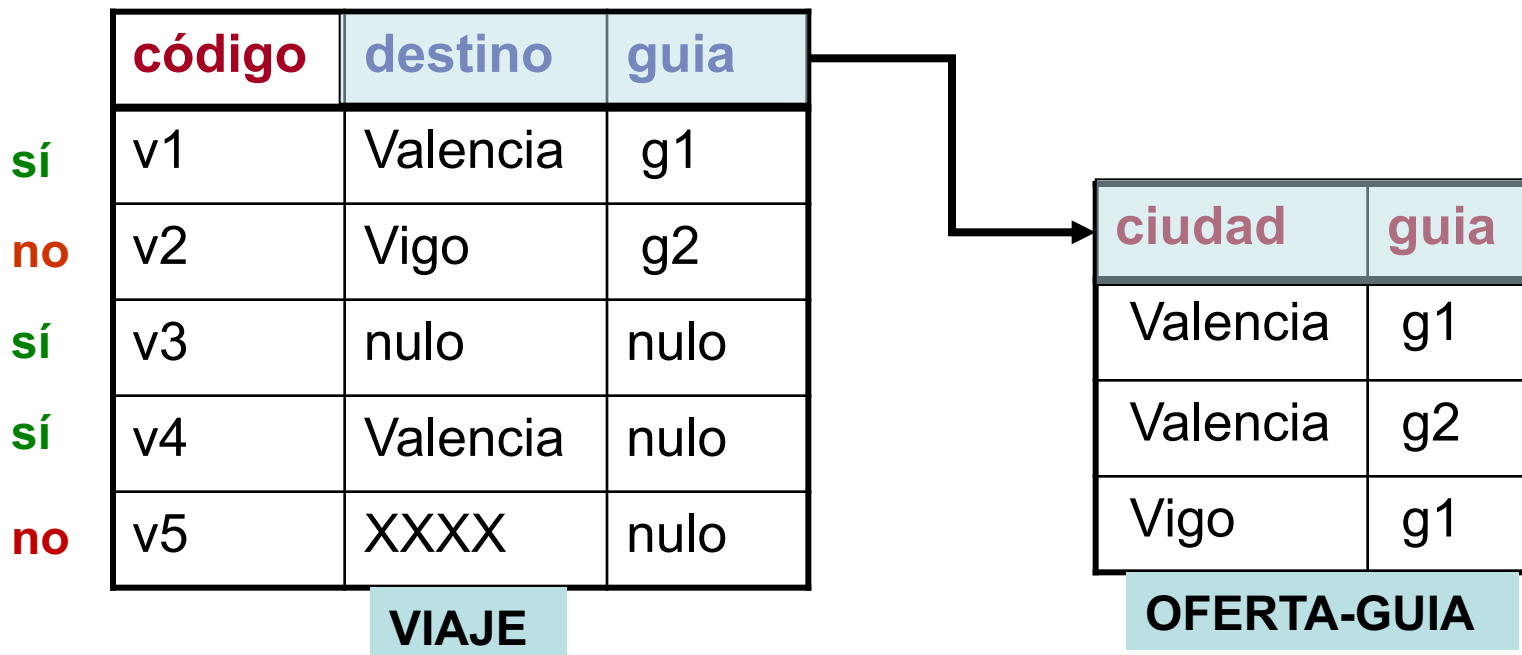 código destino guia
sí v1 Valencia g1
no v2 Vigo g2
sí v3 nulo nulo
sí v4 Valencia nulo
no v5 XXXX nulo
VIAJE
ciudad guia
Valencia g1
Valencia g2
Vigo g1
OFERTA-GUIA